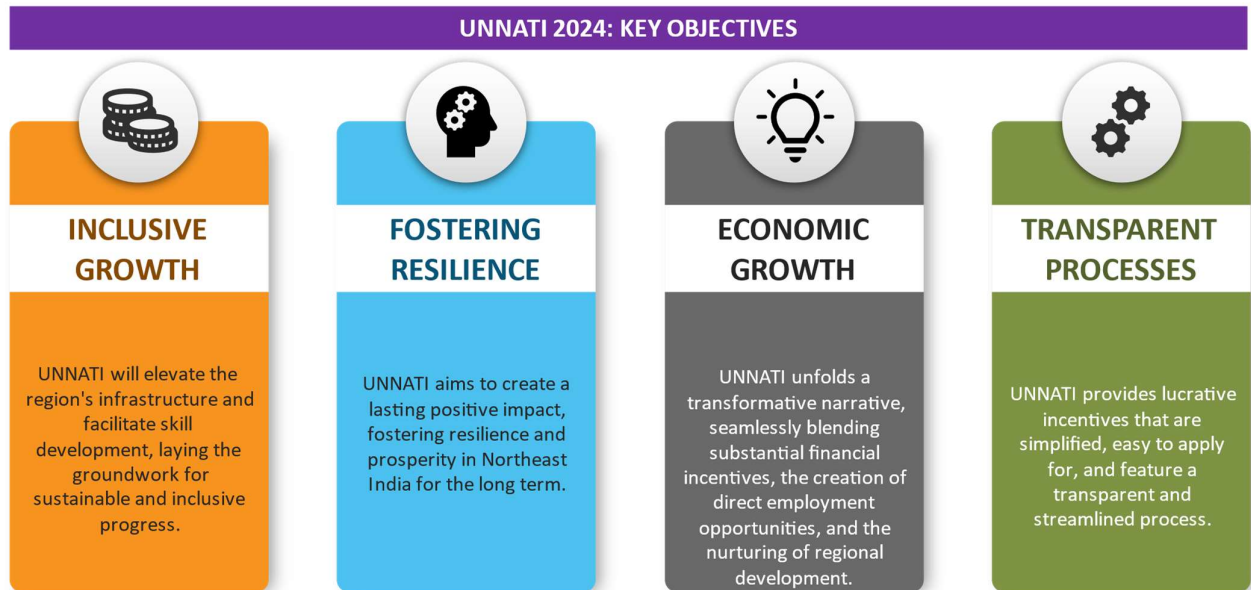 UNNATI 2024: KEY OBJECTIVES
INCLUSIVE
GROWTH
UNNATI will elevate the
region's infrastructure and
facilitate skill
development, laying the
groundwork for
sustainable and inclusive
progress.
FOSTERING
RESILIENCE
UNNATI aims to create a
lasting positive impact,
fostering resilience and
prosperity in Northeast
India for the long term.
ECONOMIC
GROWTH
UNNATI unfolds a
transformative narrative,
seamlessly blending
substantial financial
incentives, the creation of
direct employment
opportunities, and the
nurturing of regional
development.
TRANSPARENT
PROCESSES
UNNATI provides lucrative
incentives that are
simplified, easy to apply
for, and feature a
transparent and
streamlined process.